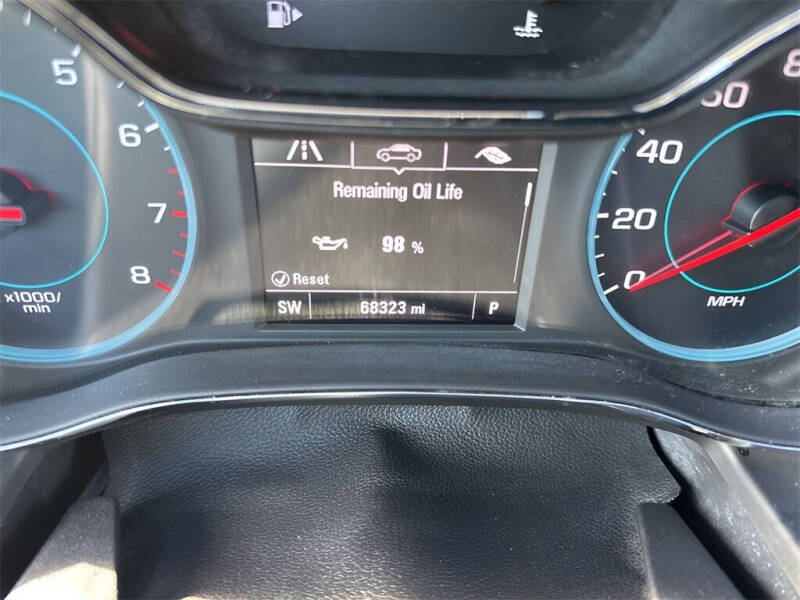 5
6
7
8
x1000/
min
Remaining Oil Life
98 %
Reset
SW 68323 mi P
0
20
40
60
MPH